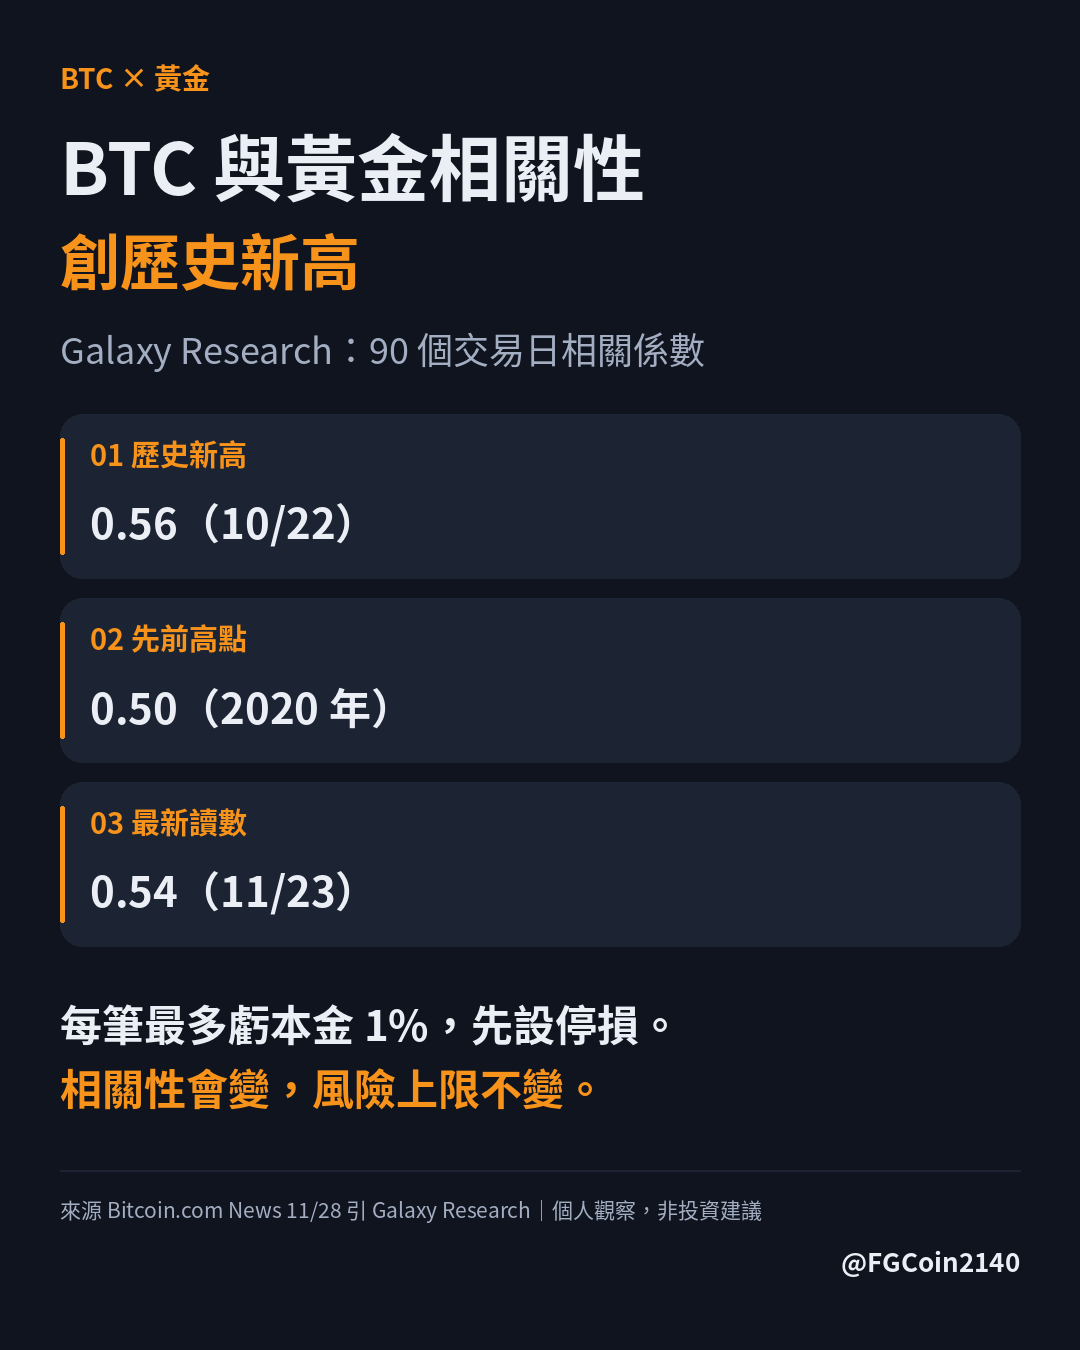 BTC × 黃金
BTC 與黃金相關性
創歷史新高
Galaxy Research：90 個交易日相關係數
01 歷史新高
0.56（10/22）
02 先前高點
0.50（2020 年）
03 最新讀數
0.54（11/23）
每筆最多虧本金 1%，先設停損。
相關性會變，風險上限不變。
來源 Bitcoin.com News 11/28 引 Galaxy Research｜個人觀察，非投資建議
@FGCoin2140